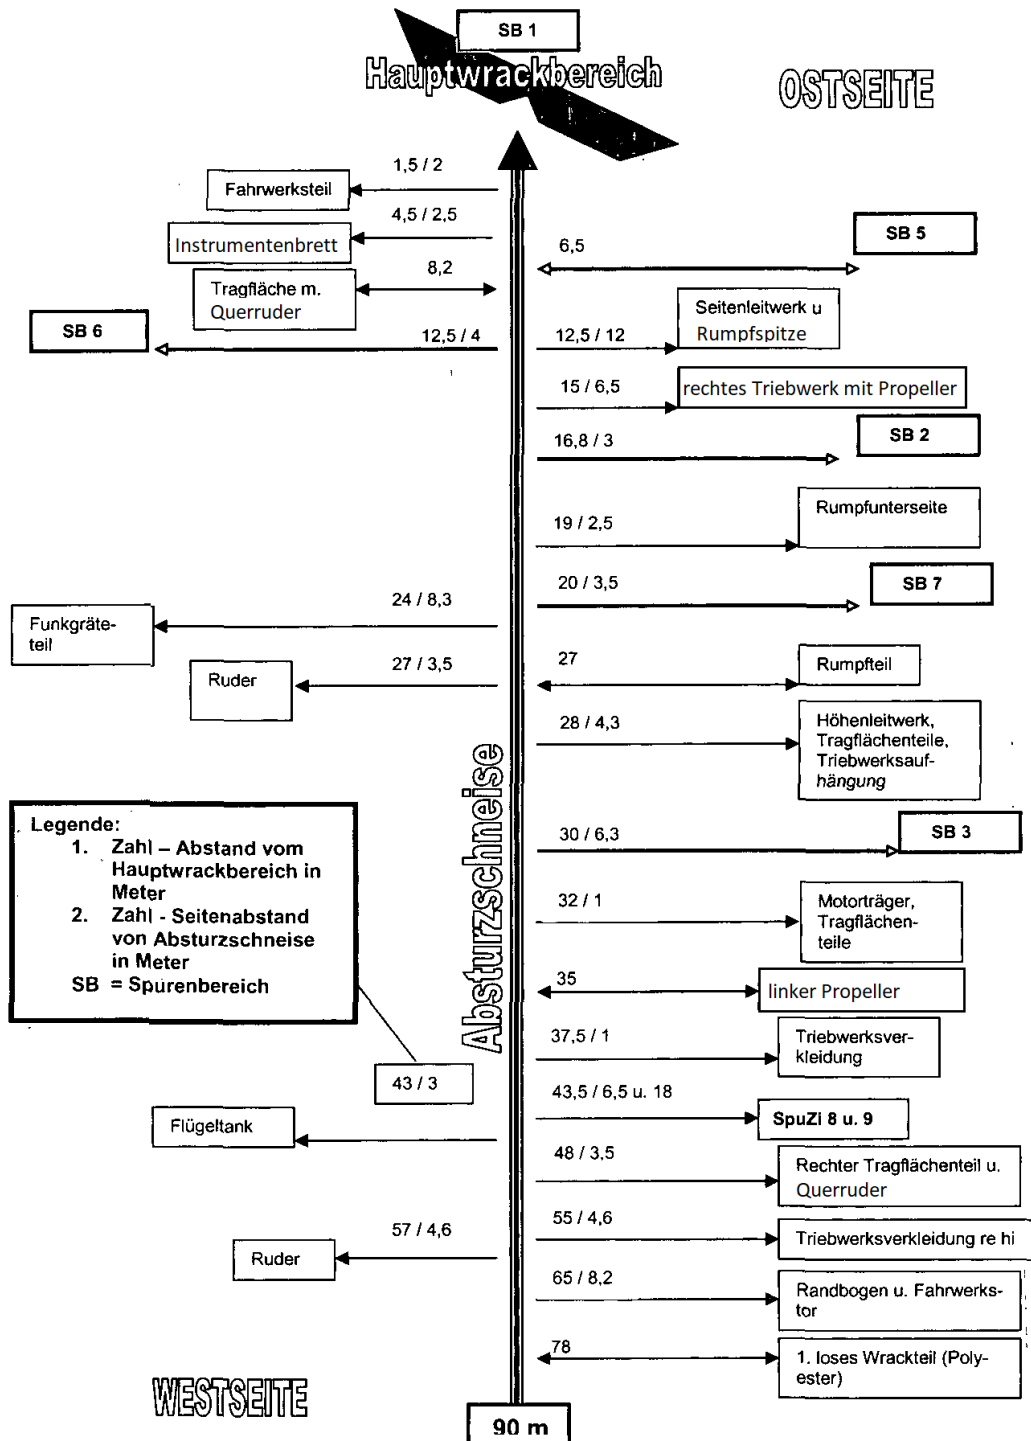 SB 1
Hauptwrackbereich
OSTSEITE
1,5 / 2
Fahrwerksteil
4,5 / 2,5
Instrumentenbrett
SB 5
6,5
8,2
Tragfläche m.
Querruder
SB 6
12,5 / 4
Seitenleitwerk u
Rumpfspitze
12,5 / 12
15 / 6,5
rechtes Triebwerk mit Propeller
SB 2
16,8 / 3
Rumpfunterseite
19 / 2,5
20 / 3,5
SB 7
24 / 8,3
Funkgräte-
teil
27 / 3,5
Ruder
27
Rumpfteil
28 / 4,3
Höhenleitwerk,
Tragflächenteile,
Triebwerksauf-
hängung
Absturzschneise
Legende:
1. Zahl – Abstand vom
Hauptwrackbereich in
Meter
2. Zahl - Seitenabstand
von Absturzschneise
in Meter
SB = Spurenbereich
30 / 6,3
SB 3
32 / 1
Motorträger,
Tragflächen-
teile
35
linker Propeller
37,5 / 1
Triebwerksver-
kleidung
43 / 3
43,5 / 6,5 u. 18
SpuZi 8 u. 9
Flügeltank
48 / 3,5
Rechter Tragflächenteil u.
Querruder
55 / 4,6
Triebwerksverkleidung re hi
57 / 4,6
Ruder
65 / 8,2
Randbogen u. Fahrwerks-
tor
78
1. loses Wrackteil (Poly-
ester)
WESTSEITE
90 m